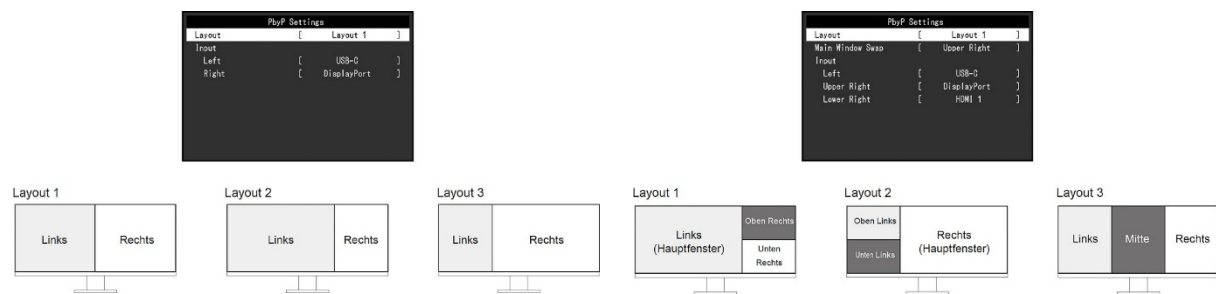 PbyP Settings
Layout [ Layout 1 ]
Input
Left [ USB-C ]
Right [ DisplayPort ]
PbyP Settings
Layout [ Layout 1 ]
Main Window Swap [ Upper Right ]
Input
Left [ USB-C ]
Upper Right [ DisplayPort ]
Lower Right [ HDMI 1 ]
Layout 1
Links
Rechts
Layout 2
Links
Rechts
Layout 3
Links
Rechts
Layout 1
Links
(Hauptfenster)
Oben Rechts
Unten
Rechts
Layout 2
Oben Links
Unten Links
Rechts
(Hauptfenster)
Layout 3
Links
Mitte
Rechts